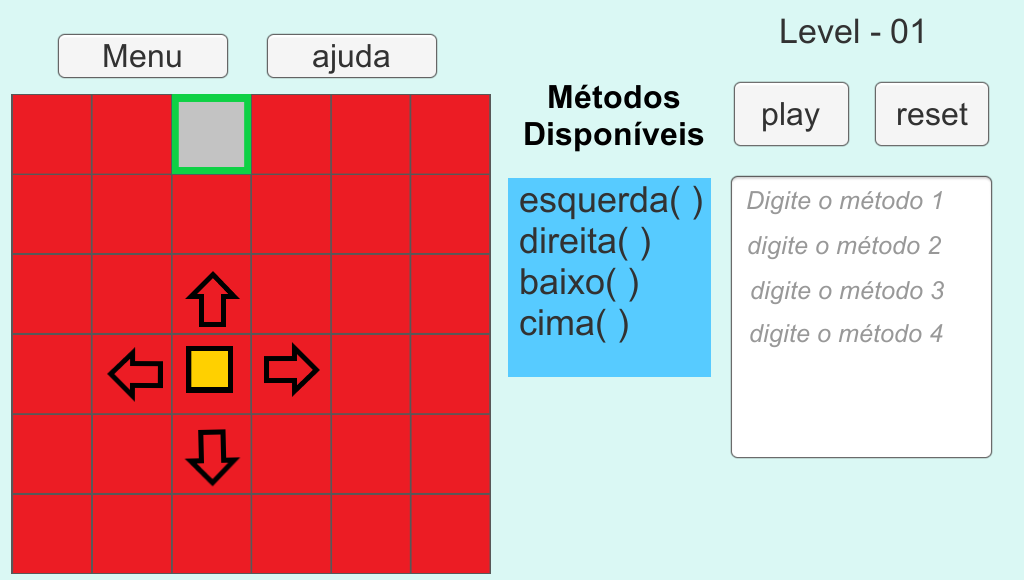 Level - 01
Menu
ajuda
Métodos
Disponíveis
play
reset
esquerda( )
direita( )
baixo( )
cima( )
Digite o método 1
digite o método 2
digite o método 3
digite o método 4